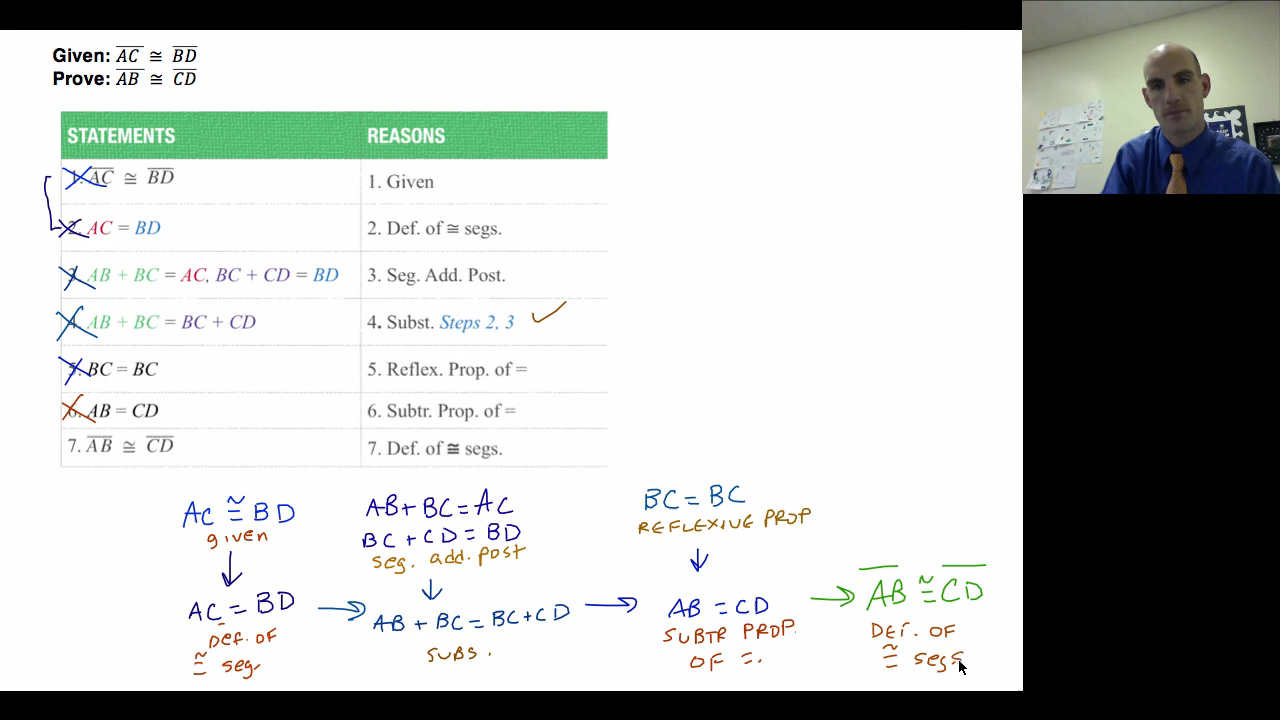 Given: AC ≅ BD
Prove: AB ≅ CD
STATEMENTS REASONS
1. AC ≅ BD 1. Given
2. AC = BD 2. Def. of ≅ segs.
3. AB + BC = AC, BC + CD = BD 3. Seg. Add. Post.
4. AB + BC = BC + CD 4. Subst. Steps 2, 3
5. BC = BC 5. Reflex. Prop. of =
6. AB = CD 6. Subtr. Prop. of =
7. AB ≅ CD 7. Def. of ≅ segs.
AC ≅ BD
given
AC = BD
Def. OF
≅ seg.
AB + BC = AC
BC + CD = BD
seg. add. post
AB + BC = BC + CD
SUBS.
BC = BC
REFLEXIVE PROP
AB = CD
SUBTR PROP.
OF =.
AB ≅ CD
DEF. OF
≅ segs